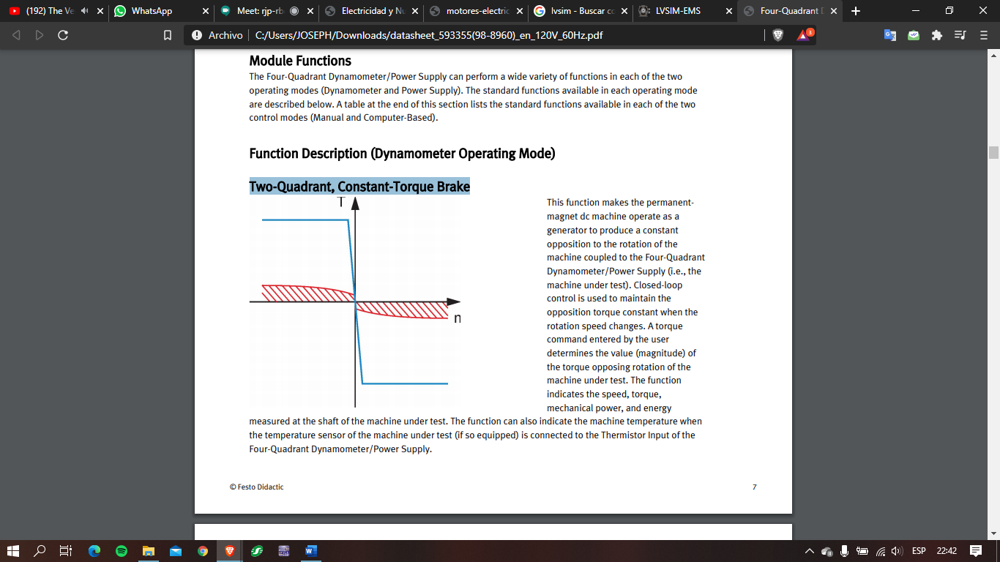 (192) The Ve
WhatsApp
Meet: rjp-rb
Electricidad y Nu
motores-electric
lvsim - Buscar co
LVSIM-EMS
Four-Quadrant D
Archivo
C:/Users/JOSEPH/Downloads/datasheet_593355(98-8960)_en_120V_60Hz.pdf
3
Module Functions
The Four-Quadrant Dynamometer/Power Supply can perform a wide variety of functions in each of the two
operating modes (Dynamometer and Power Supply). The standard functions available in each operating mode
are described below. A table at the end of this section lists the standard functions available in each of the two
control modes (Manual and Computer-Based).
Function Description (Dynamometer Operating Mode)
Two-Quadrant, Constant-Torque Brake
T
n
This function makes the permanent-
magnet dc machine operate as a
generator to produce a constant
opposition to the rotation of the
machine coupled to the Four-Quadrant
Dynamometer/Power Supply (i.e., the
machine under test). Closed-loop
control is used to maintain the
opposition torque constant when the
rotation speed changes. A torque
command entered by the user
determines the value (magnitude) of
the torque opposing rotation of the
machine under test. The function
indicates the speed, torque,
mechanical power, and energy
measured at the shaft of the machine under test. The function can also indicate the machine temperature when
the temperature sensor of the machine under test (if so equipped) is connected to the Thermistor Input of the
Four-Quadrant Dynamometer/Power Supply.
© Festo Didactic
7
ESP
22:42